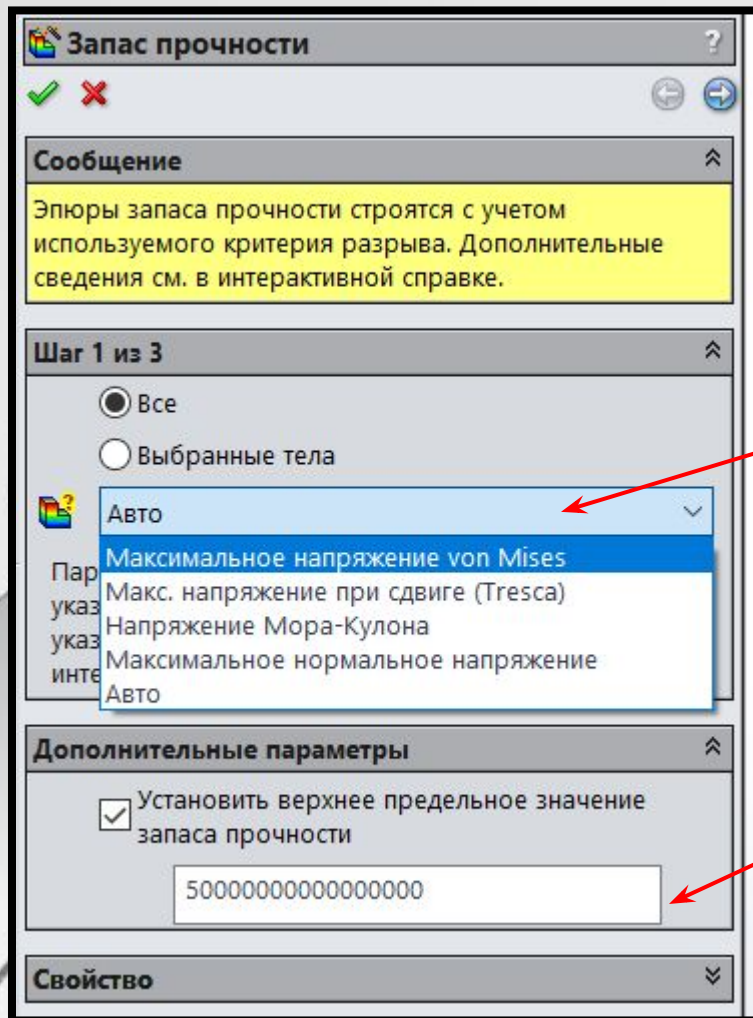 Запас прочности
?
Сообщение
Эпюры запаса прочности строятся с учетом
используемого критерия разрыва. Дополнительные
сведения см. в интерактивной справке.
Шаг 1 из 3
Все
Выбранные тела
Авто
Максимальное напряжение von Mises
Макс. напряжение при сдвиге (Tresca)
Напряжение Мора-Кулона
Максимальное нормальное напряжение
Авто
Дополнительные параметры
Установить верхнее предельное значение
запаса прочности
50000000000000000
Свойство